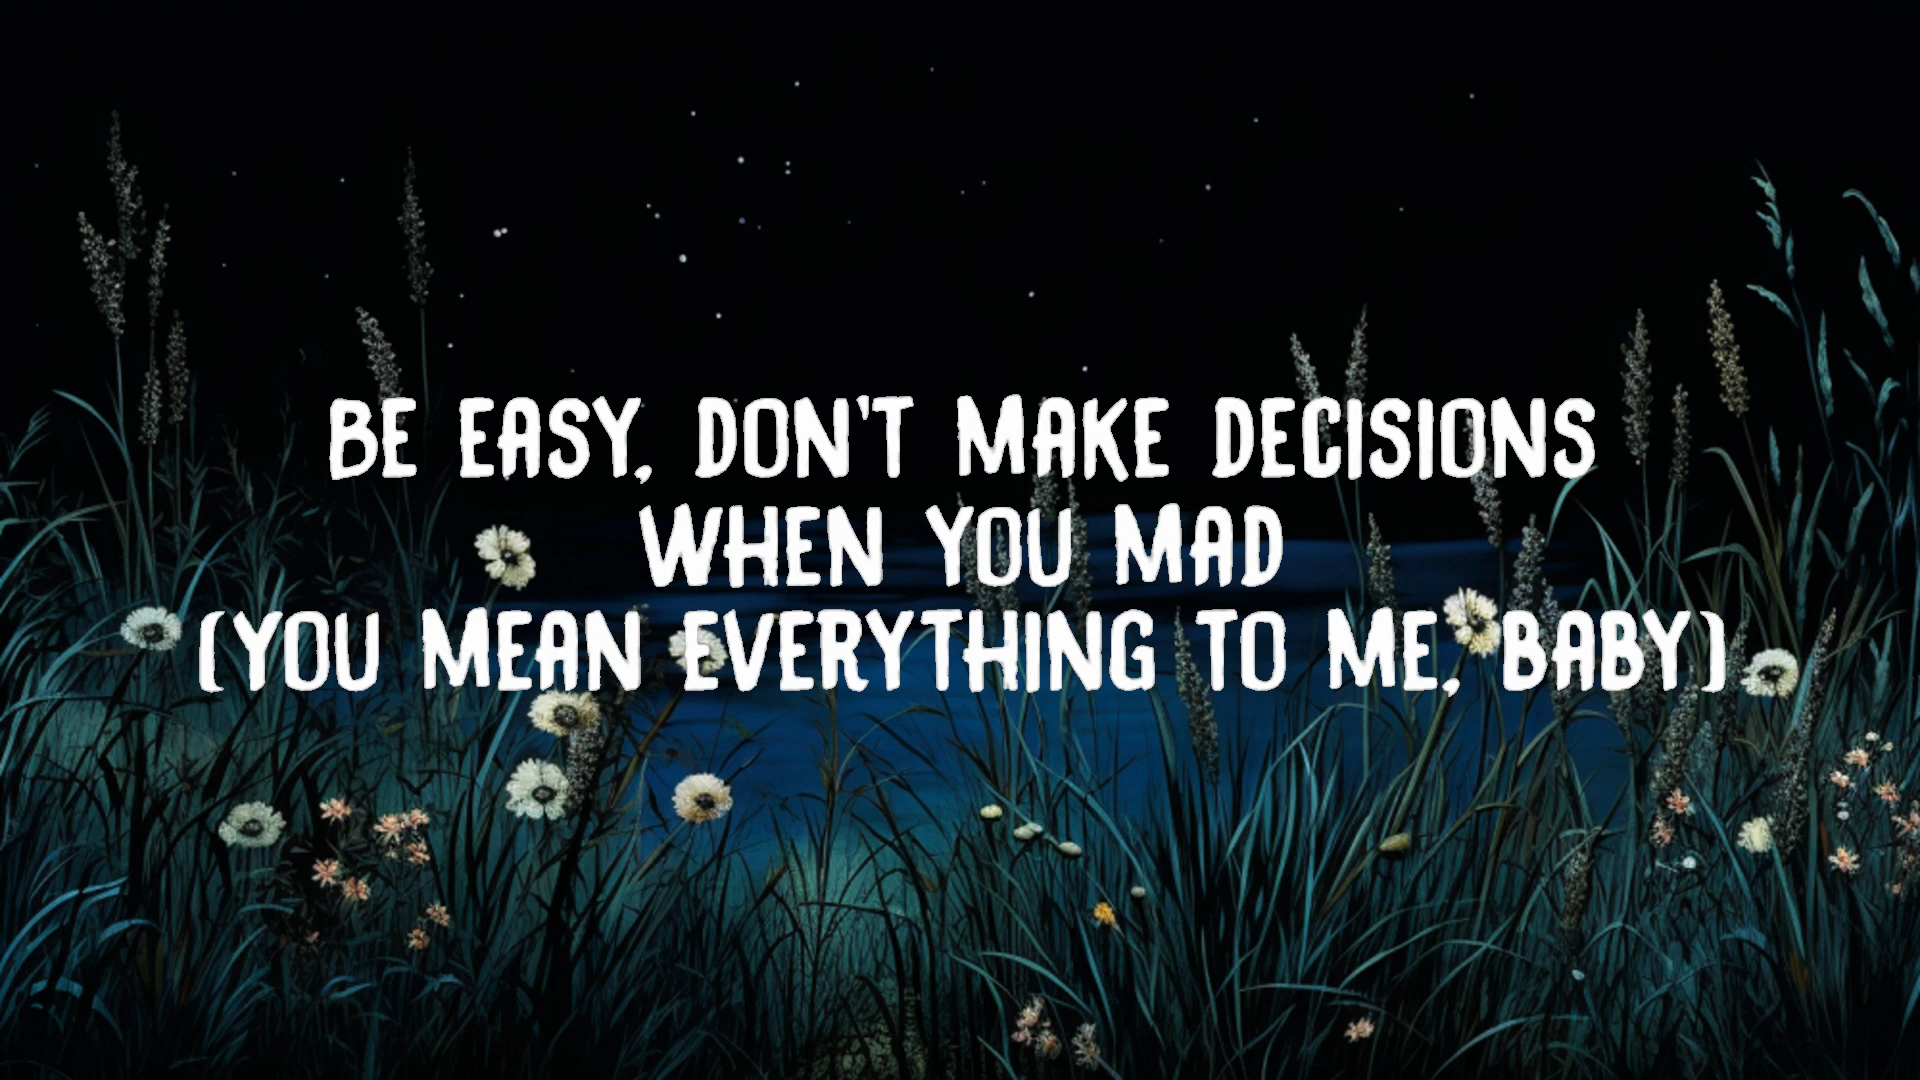 BE EASY, DON'T MAKE DECISIONS
WHEN YOU MAD
(YOU MEAN EVERYTHING TO ME, BABY)